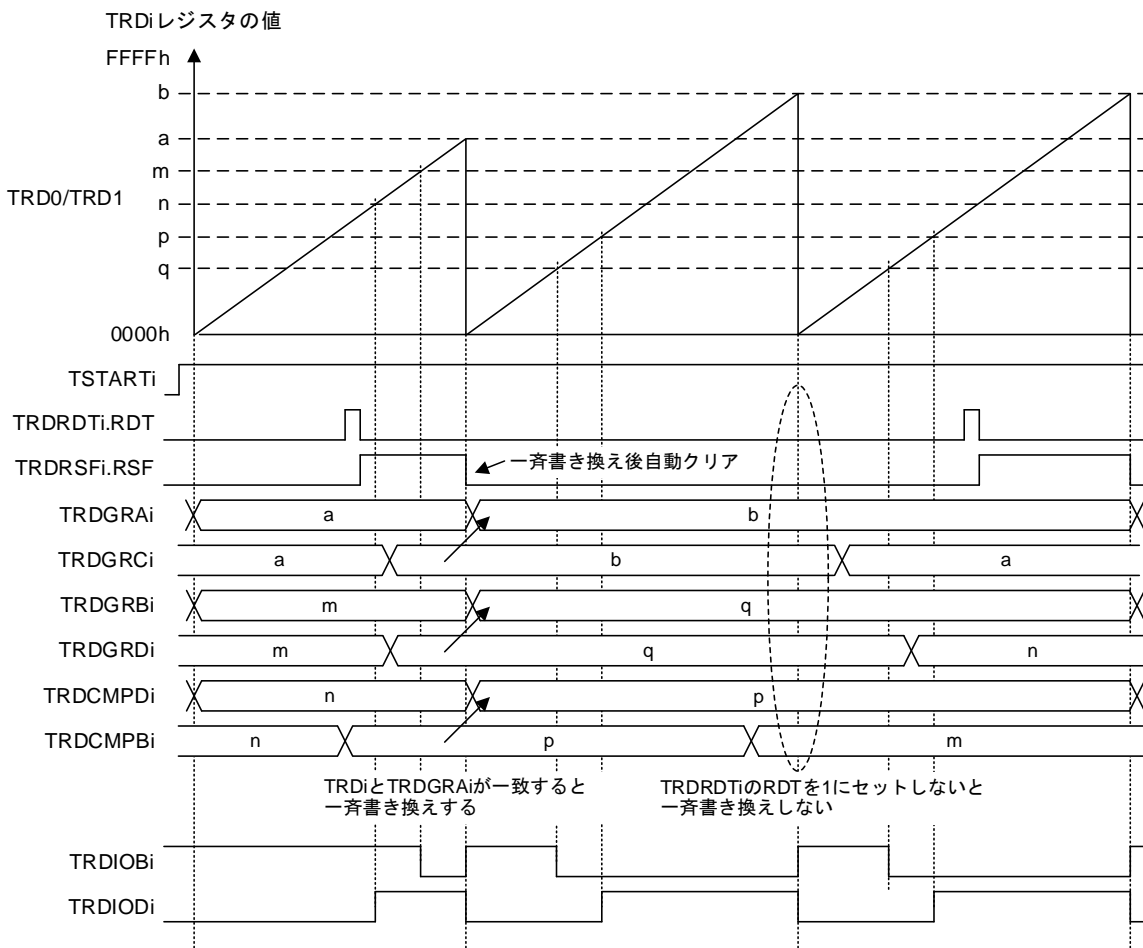 TRDiレジスタの値
FFFFh
b
a
m
TRD0/TRD1
n
p
q
0000h
TSTARTi
TRDRDTi.RDT
TRDRSFi.RSF
一斉書き換え後自動クリア
TRDGRAi
a
b
TRDGRCi
a
b
a
TRDGRBi
m
q
TRDGRDi
m
q
n
TRDCMPDi
n
p
TRDCMPBi
n
p
m
TRDiとTRDGRAiが一致すると
一斉書き換えする
TRDRDTiのRDTを1にセットしないと
一斉書き換えしない
TRDIOBi
TRDIODi